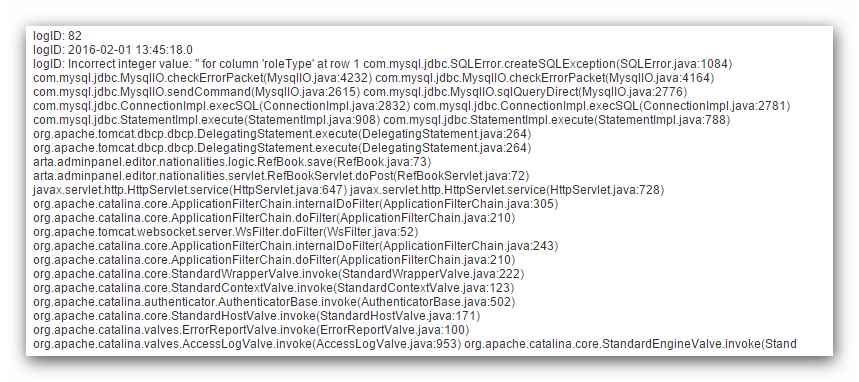 logID: 82
logID: 2016-02-01 13:45:18.0
logID: Incorrect integer value: '' for column 'roleType' at row 1 com.mysql.jdbc.SQLError.createSQLException(SQLError.java:1084)
com.mysql.jdbc.MysqlIO.checkErrorPacket(MysqlIO.java:4232) com.mysql.jdbc.MysqlIO.checkErrorPacket(MysqlIO.java:4164)
com.mysql.jdbc.MysqlIO.sendCommand(MysqlIO.java:2615) com.mysql.jdbc.MysqlIO.sqlQueryDirect(MysqlIO.java:2776)
com.mysql.jdbc.ConnectionImpl.execSQL(ConnectionImpl.java:2832) com.mysql.jdbc.ConnectionImpl.execSQL(ConnectionImpl.java:2781)
com.mysql.jdbc.StatementImpl.execute(StatementImpl.java:908) com.mysql.jdbc.StatementImpl.execute(StatementImpl.java:788)
org.apache.tomcat.dbcp.dbcp.DelegatingStatement.execute(DelegatingStatement.java:264)
org.apache.tomcat.dbcp.dbcp.DelegatingStatement.execute(DelegatingStatement.java:264)
arta.adminpanel.editor.nationalities.logic.RefBook.save(RefBook.java:73)
arta.adminpanel.editor.nationalities.servlet.RefBookServlet.doPost(RefBookServlet.java:72)
javax.servlet.http.HttpServlet.service(HttpServlet.java:647) javax.servlet.http.HttpServlet.service(HttpServlet.java:728)
org.apache.catalina.core.ApplicationFilterChain.internalDoFilter(ApplicationFilterChain.java:305)
org.apache.catalina.core.ApplicationFilterChain.doFilter(ApplicationFilterChain.java:210)
org.apache.tomcat.websocket.server.WsFilter.doFilter(WsFilter.java:52)
org.apache.catalina.core.ApplicationFilterChain.internalDoFilter(ApplicationFilterChain.java:243)
org.apache.catalina.core.ApplicationFilterChain.doFilter(ApplicationFilterChain.java:210)
org.apache.catalina.core.StandardWrapperValve.invoke(StandardWrapperValve.java:222)
org.apache.catalina.core.StandardContextValve.invoke(StandardContextValve.java:123)
org.apache.catalina.authenticator.AuthenticatorBase.invoke(AuthenticatorBase.java:502)
org.apache.catalina.core.StandardHostValve.invoke(StandardHostValve.java:171)
org.apache.catalina.valves.ErrorReportValve.invoke(ErrorReportValve.java:100)
org.apache.catalina.valves.AccessLogValve.invoke(AccessLogValve.java:953) org.apache.catalina.core.StandardEngineValve.invoke(Stand